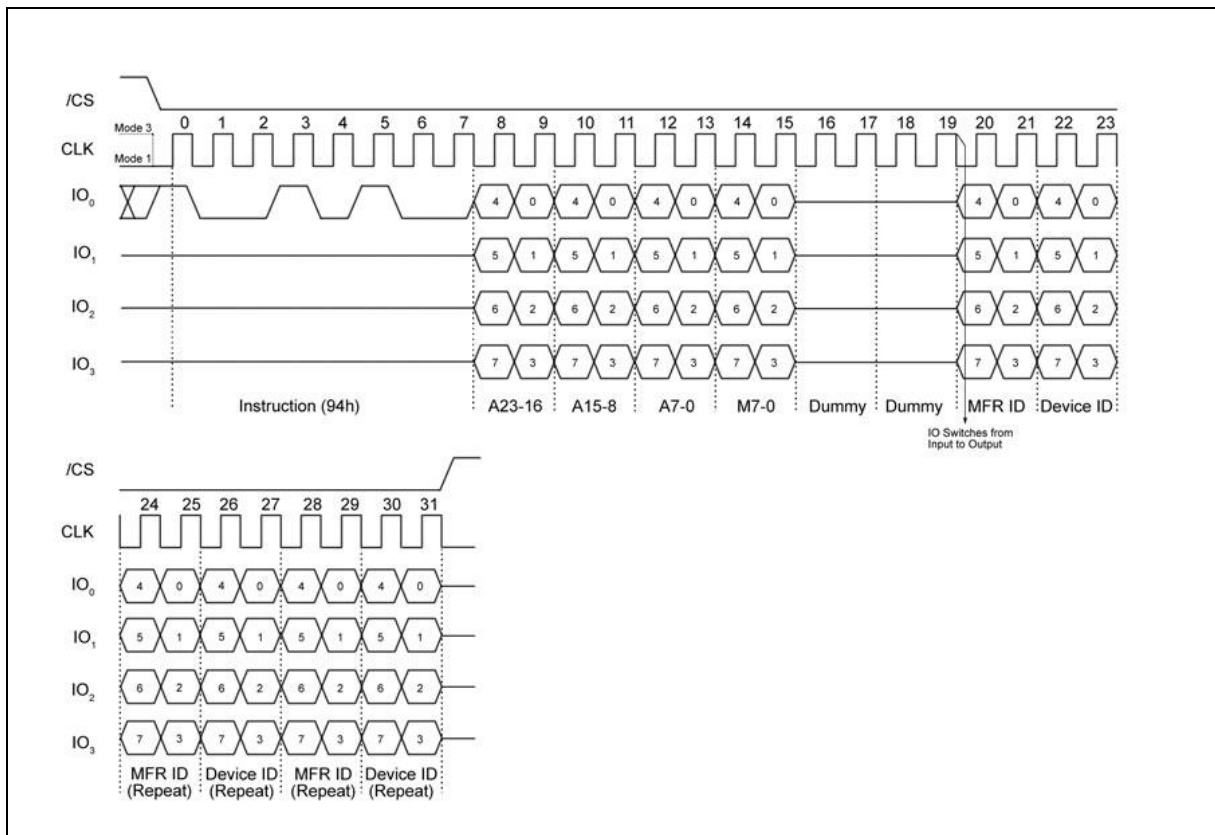 /CS
0 1 2 3 4 5 6 7 8 9 10 11 12 13 14 15 16 17 18 19 20 21 22 23
Mode 3
CLK
Mode 1
IO0 4 0 4 0 4 0 4 0 4 0 4 0
IO1 5 1 5 1 5 1 5 1 5 1 5 1
IO2 6 2 6 2 6 2 6 2 6 2 6 2
IO3 7 3 7 3 7 3 7 3 7 3 7 3
Instruction (94h) A23-16 A15-8 A7-0 M7-0 Dummy Dummy MFR ID Device ID
IO Switches from
Input to Output
/CS
24 25 26 27 28 29 30 31
CLK
IO0 4 0 4 0 4 0 4 0
IO1 5 1 5 1 5 1 5 1
IO2 6 2 6 2 6 2 6 2
IO3 7 3 7 3 7 3 7 3
MFR ID Device ID MFR ID Device ID
(Repeat) (Repeat) (Repeat) (Repeat)